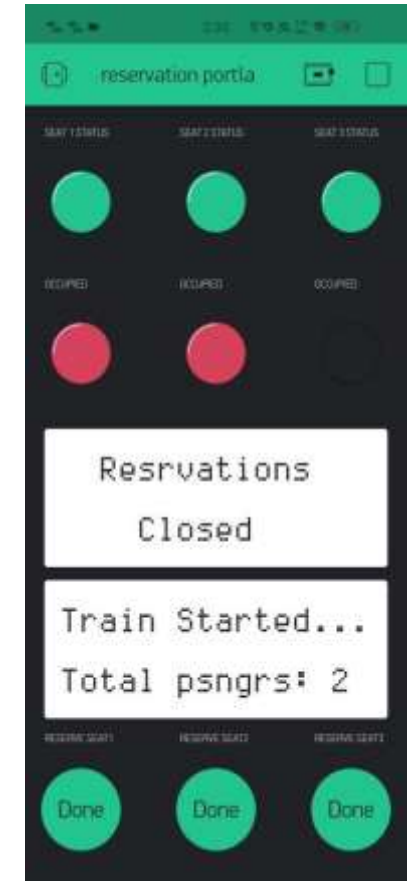 reservation portla
SEAT 1 STATUS SEAT 2 STATUS SEAT 3 STATUS
OCCUPIED OCCUPIED OCCUPIED
Resrvations
Closed
Train Started...
Total psngrs: 2
RESERVE SEAT1 RESERVE SEAT2 RESERVE SEAT3
Done Done Done